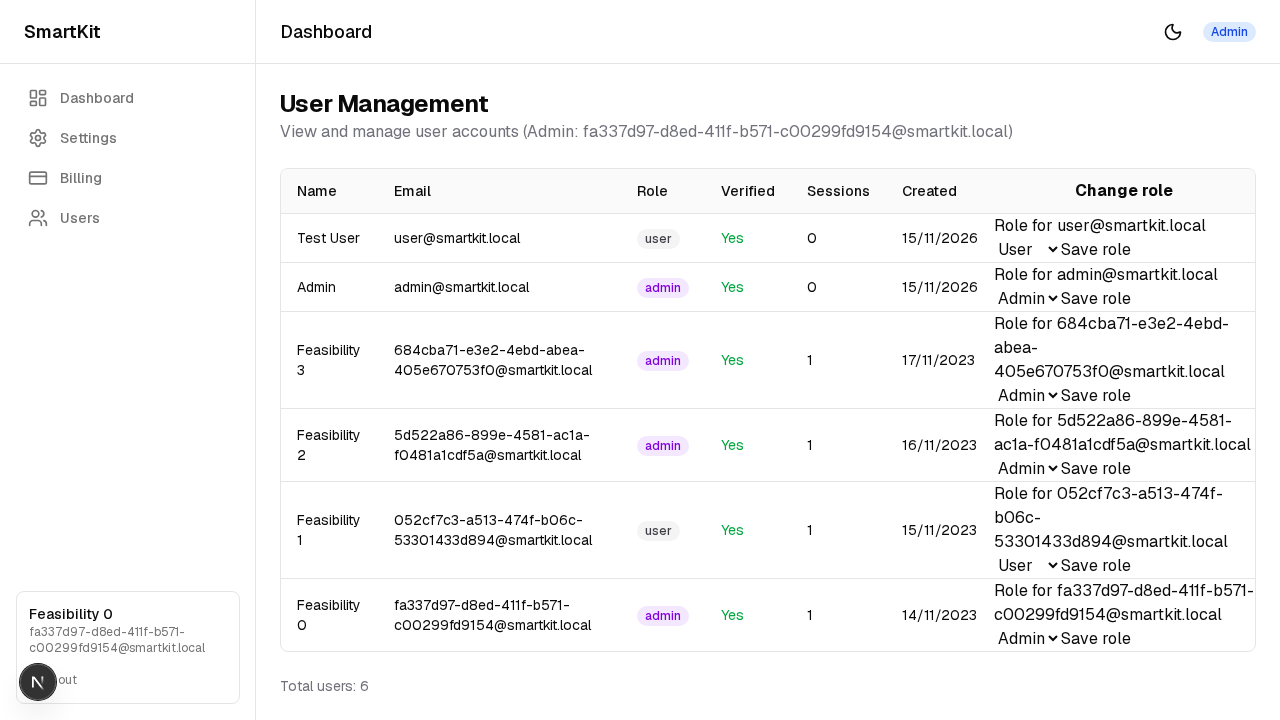 SmartKit
Dashboard
Admin
Dashboard
Settings
Billing
Users
User Management
View and manage user accounts (Admin: fa337d97-d8ed-411f-b571-c00299fd9154@smartkit.local)
Name Email Role Verified Sessions Created Change role
Test User user@smartkit.local user Yes 0 15/11/2026
Role for user@smartkit.local
User Save role
Admin admin@smartkit.local admin Yes 0 15/11/2026
Role for admin@smartkit.local
Admin Save role
Feasibility
3
684cba71-e3e2-4ebd-abea-
405e670753f0@smartkit.local
admin Yes 1 17/11/2023
Role for 684cba71-e3e2-4ebd-
abea-
405e670753f0@smartkit.local
Admin Save role
Feasibility
2
5d522a86-899e-4581-ac1a-
f0481a1cdf5a@smartkit.local
admin Yes 1 16/11/2023
Role for 5d522a86-899e-4581-
ac1a-f0481a1cdf5a@smartkit.local
Admin Save role
Feasibility
1
052cf7c3-a513-474f-b06c-
53301433d894@smartkit.local
user Yes 1 15/11/2023
Role for 052cf7c3-a513-474f-
b06c-
53301433d894@smartkit.local
User Save role
Feasibility
0
fa337d97-d8ed-411f-b571-
c00299fd9154@smartkit.local
admin Yes 1 14/11/2023
Role for fa337d97-d8ed-411f-b571-
c00299fd9154@smartkit.local
Admin Save role
Total users: 6
Feasibility 0
fa337d97-d8ed-411f-b571-
c00299fd9154@smartkit.local
N
out